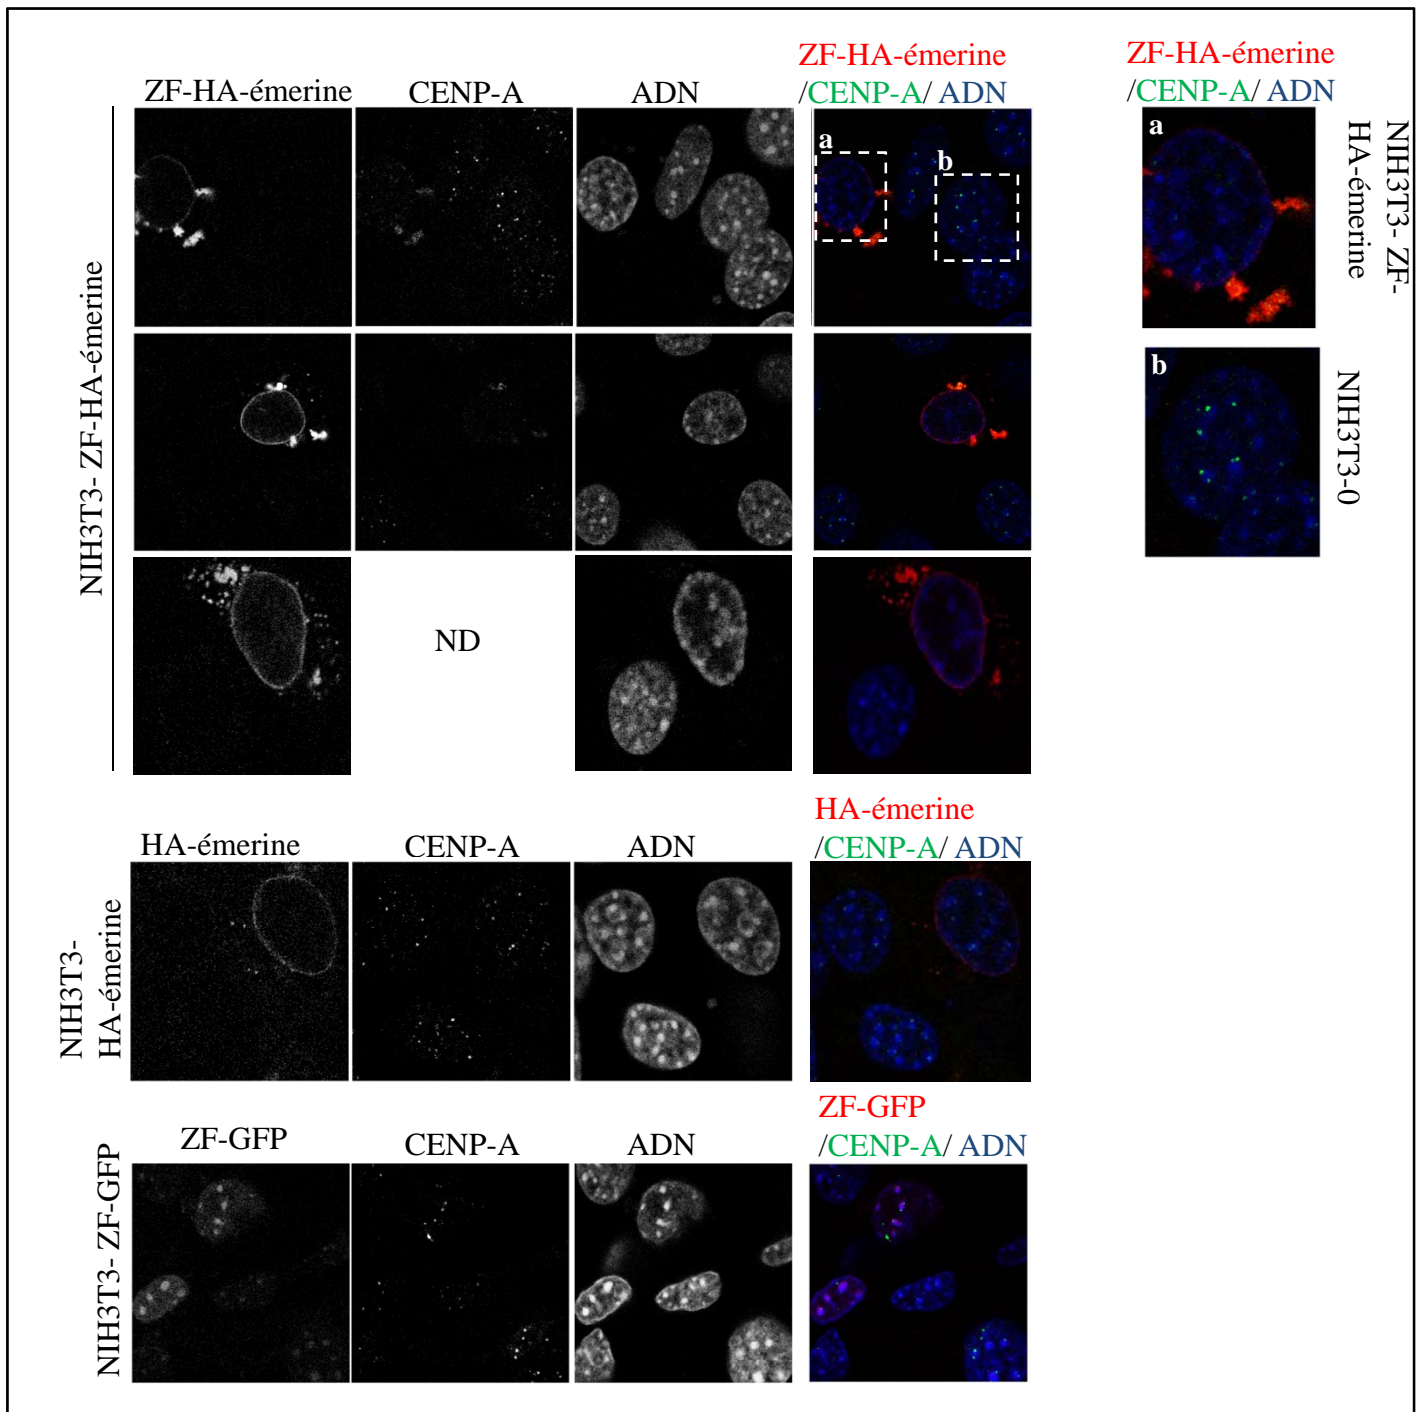 ZF-HA-émerine
CENP-A
ADN
ZF-HA-émerine
/CENP-A/ ADN
ZF-HA-émerine
/CENP-A/ ADN
NIH3T3- ZF-HA-émerine
a
b
a
NIH3T3- ZF-
HA-émerine
b
NIH3T3-0
ND
HA-émerine
CENP-A
ADN
HA-émerine
/CENP-A/ ADN
NIH3T3-
HA-émerine
ZF-GFP
CENP-A
ADN
ZF-GFP
/CENP-A/ ADN
NIH3T3- ZF-GFP